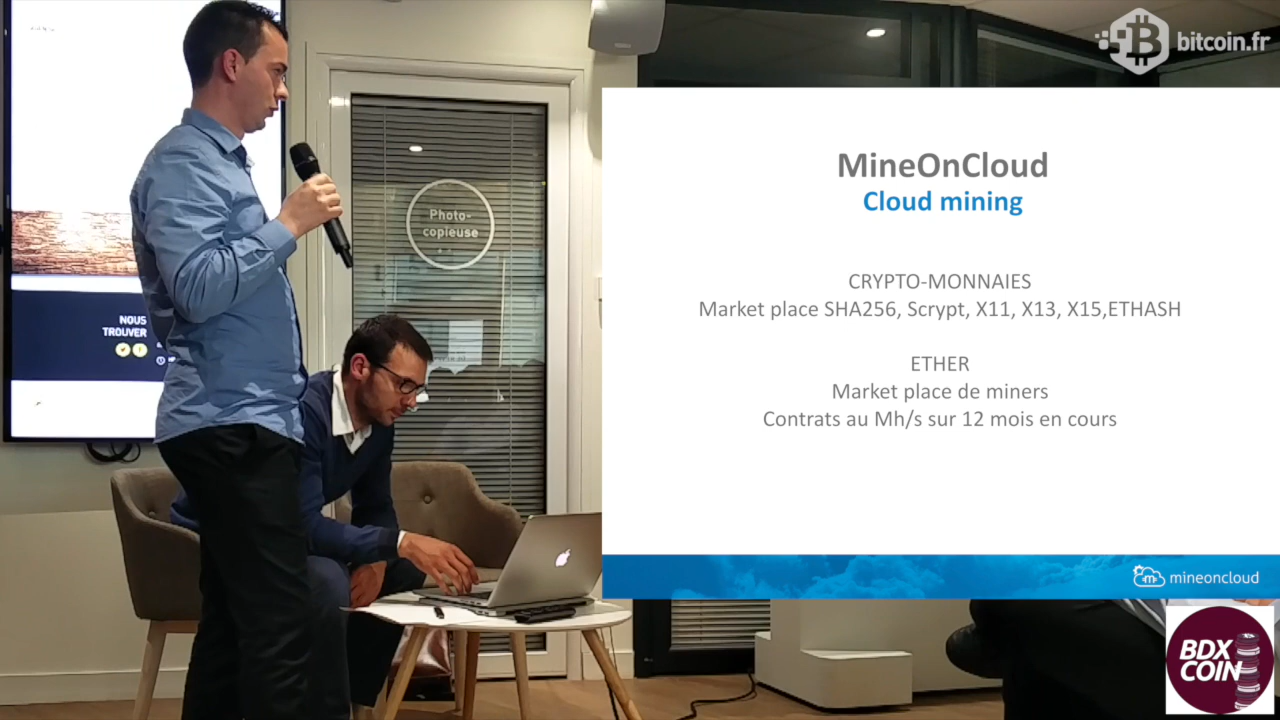 bitcoin.fr
MineOnCloud
Cloud mining
CRYPTO-MONNAIES
Market place SHA256, Scrypt, X11, X13, X15,ETHASH
ETHER
Market place de miners
Contrats au Mh/s sur 12 mois en cours
mineoncloud
BDX
COIN
Photo-
copieuse
NOUS
TROUVER